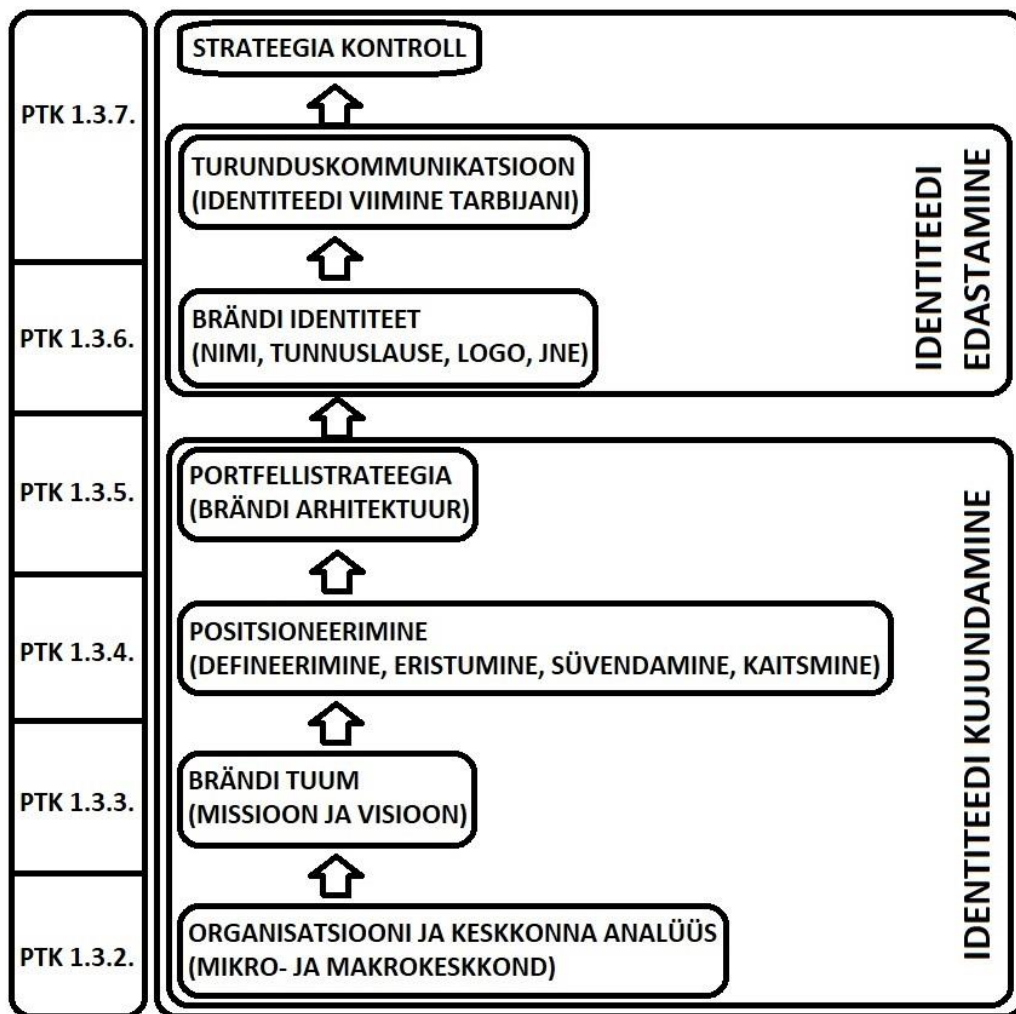 PTK 1.3.7.
STRATEEGIA KONTROLL
TURUNDUSKOMMUNIKATSIOON
(IDENTITEEDI VIIMINE TARBIJANI)
IDENTITEEDI
EDASTAMINE
PTK 1.3.6.
BRÄNDI IDENTITEET
(NIMI, TUNNUSLAUSE, LOGO, JNE)
PTK 1.3.5.
PORTFELLISTRATEEGIA
(BRÄNDI ARHITEKTUUR)
IDENTITEEDI KUJUNDAMINE
PTK 1.3.4.
POSITSIONEERIMINE
(DEFINEERIMINE, ERISTUMINE, SÜVENDAMINE, KAITSMINE)
PTK 1.3.3.
BRÄNDI TUUM
(MISSIOON JA VISIOON)
PTK 1.3.2.
ORGANISATSIOONI JA KESKKONNA ANALÜÜS
(MIKRO- JA MAKROKESKKOND)